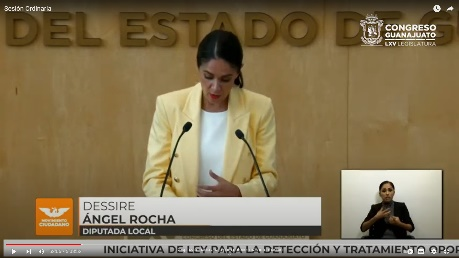 Sesión Ordinaria
DEL ESTADO DE G
CONGRESO
GUANAJUATO
LXV LEGISLATURA
DESSIRE
ÁNGEL ROCHA
DIPUTADA LOCAL
MOVIMIENTO
CIUDADANO
INICIATIVA DE LEY PARA LA DETECCIÓN Y TRATAMIENTO OPOR